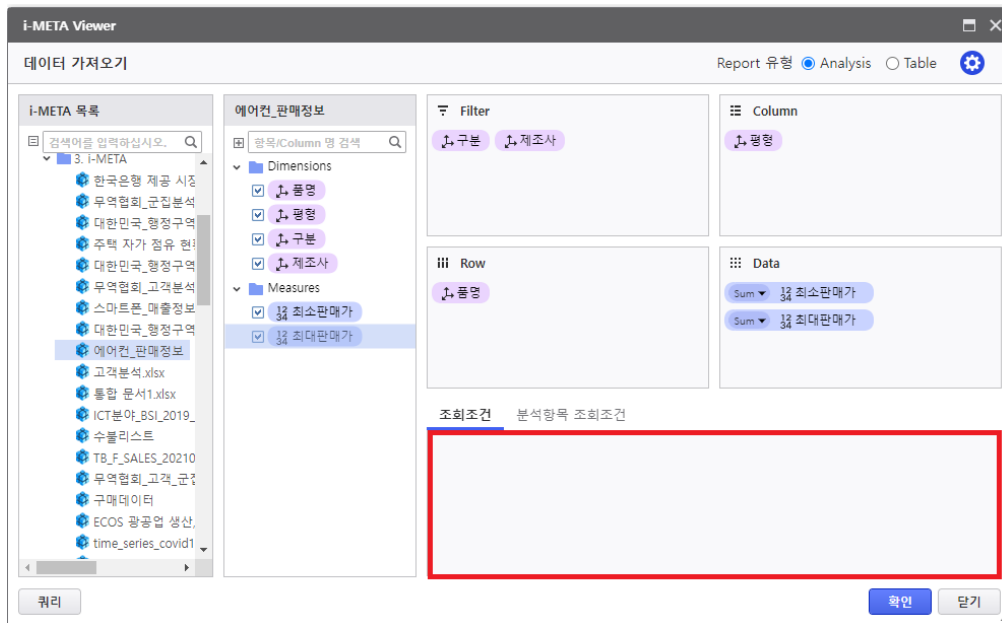 i-META Viewer
데이터 가져오기
Report 유형 Analysis Table
i-META 목록
검색어를 입력하십시오.
3. i-META
한국은행 제공 시장
무역협회_군집분석
대한민국_행정구역
주택 자가 점유 현
대한민국_행정구역
무역협회_고객분석
스마트폰_매출정보
대한민국_행정구역
에어컨_판매정보
고객분석.xlsx
통합 문서1.xlsx
ICT분야_BSI_2019_
수불리스트
TB_F_SALES_20210
무역협회_고객_군집
구매데이터
ECOS 광공업 생산,
time_series_covid1
에어컨_판매정보
항목/Column 명 검색
Dimensions
품명
평형
구분
제조사
Measures
최소판매가
최대판매가
Filter
구분 제조사
Column
평형
Row
품명
Data
Sum 최소판매가
Sum 최대판매가
조회조건 분석항목 조회조건
쿼리
확인
닫기